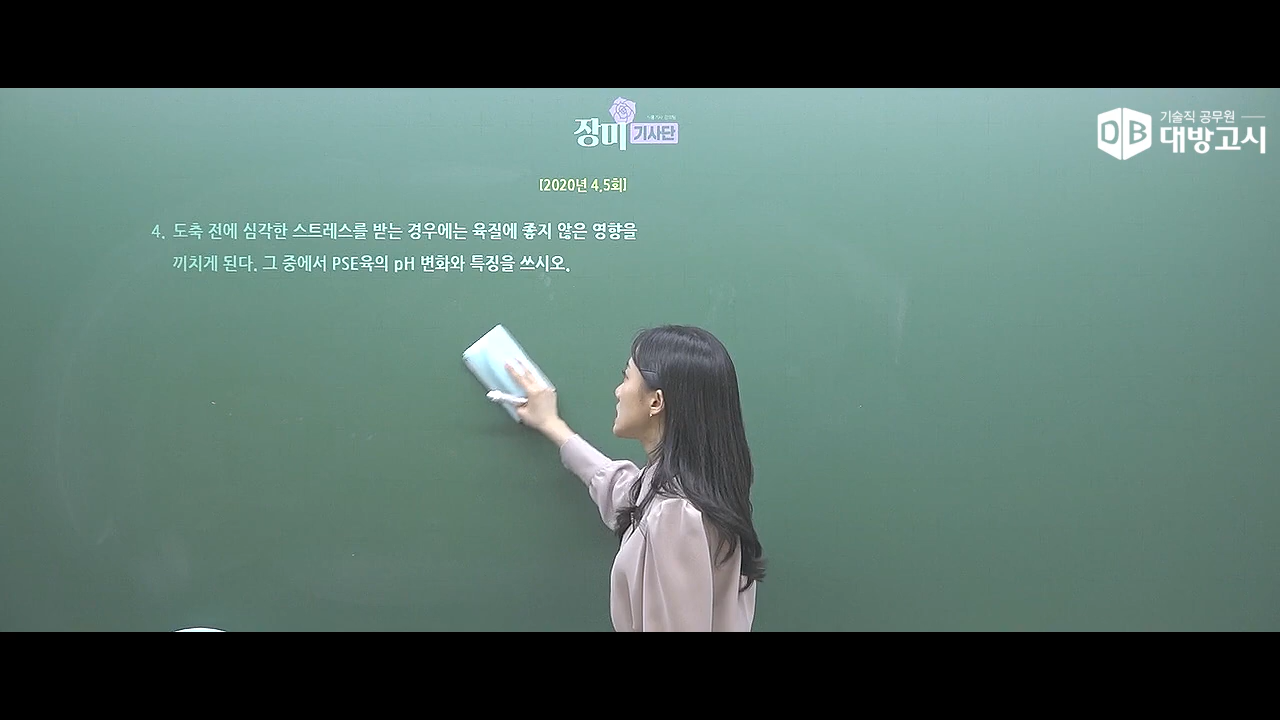 장미 기사단
기술직 공무원
DB 대방고시
[2020년 4,5회]
4. 도축 전에 심각한 스트레스를 받는 경우에는 육질에 좋지 않은 영향을
끼치게 된다. 그 중에서 PSE육의 pH 변화와 특징을 쓰시오.